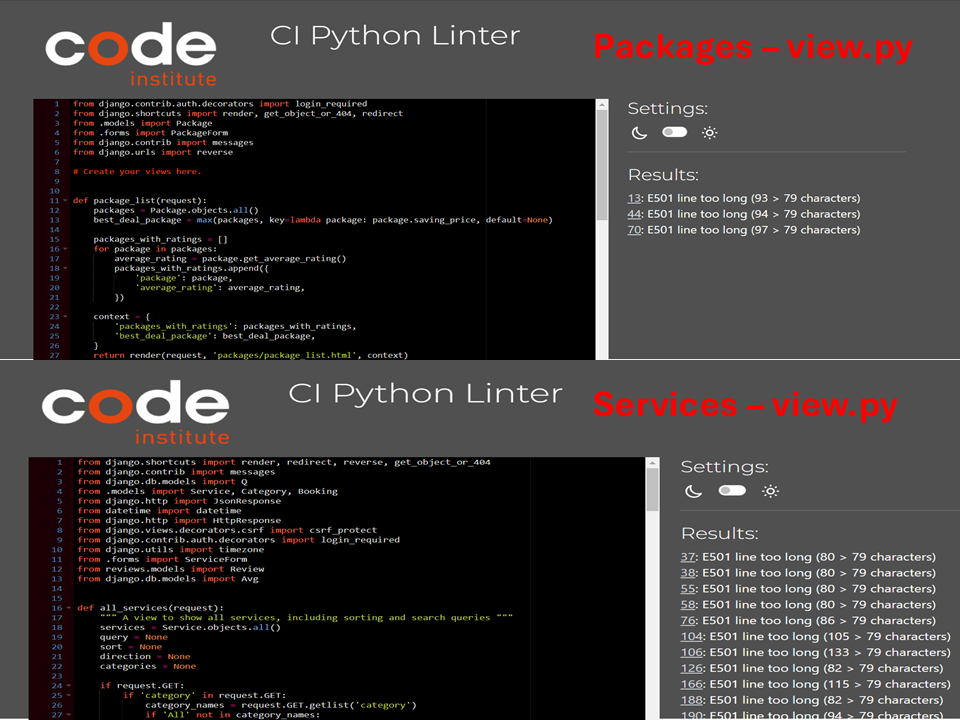 code
institute
CI Python Linter
Packages – view.py
1 from django.contrib.auth.decorators import login_required
2 from django.shortcuts import render, get_object_or_404, redirect
3 from .models import Package
4 from .forms import PackageForm
5 from django.contrib import messages
6 from django.urls import reverse
7
8 # Create your views here.
9
10
11 def package_list(request):
12 packages = Package.objects.all()
13 best_deal_package = max(packages, key=lambda package: package.saving_price, default=None)
14
15 packages_with_ratings = []
16 for package in packages:
17 average_rating = package.get_average_rating()
18 packages_with_ratings.append({
19 'package': package,
20 'average_rating': average_rating,
21 })
22
23 context = {
24 'packages_with_ratings': packages_with_ratings,
25 'best_deal_package': best_deal_package,
26 }
27 return render(request, 'packages/package_list.html', context)
Settings:
Results:
13: E501 line too long (93 > 79 characters)
44: E501 line too long (94 > 79 characters)
70: E501 line too long (97 > 79 characters)
code
institute
CI Python Linter
Services – view.py
1 from django.shortcuts import render, redirect, reverse, get_object_or_404
2 from django.contrib import messages
3 from django.db.models import Q
4 from .models import Service, Category, Booking
5 from django.http import JsonResponse
6 from datetime import datetime
7 from django.http import HttpResponse
8 from django.views.decorators.csrf import csrf_protect
9 from django.contrib.auth.decorators import login_required
10 from django.utils import timezone
11 from .forms import ServiceForm
12 from reviews.models import Review
13 from django.db.models import Avg
14
15
16 def all_services(request):
17 """ A view to show all services, including sorting and search queries """
18 services = Service.objects.all()
19 query = None
20 sort = None
21 direction = None
22 categories = None
23
24 if request.GET:
25 if 'category' in request.GET:
26 category_names = request.GET.getlist('category')
27 if 'All' not in category_names:
Settings:
Results:
37: E501 line too long (80 > 79 characters)
38: E501 line too long (80 > 79 characters)
55: E501 line too long (80 > 79 characters)
58: E501 line too long (80 > 79 characters)
76: E501 line too long (86 > 79 characters)
104: E501 line too long (105 > 79 characters)
106: E501 line too long (133 > 79 characters)
126: E501 line too long (82 > 79 characters)
166: E501 line too long (115 > 79 characters)
188: E501 line too long (82 > 79 characters)
190: E501 line too long (94 > 79 characters)